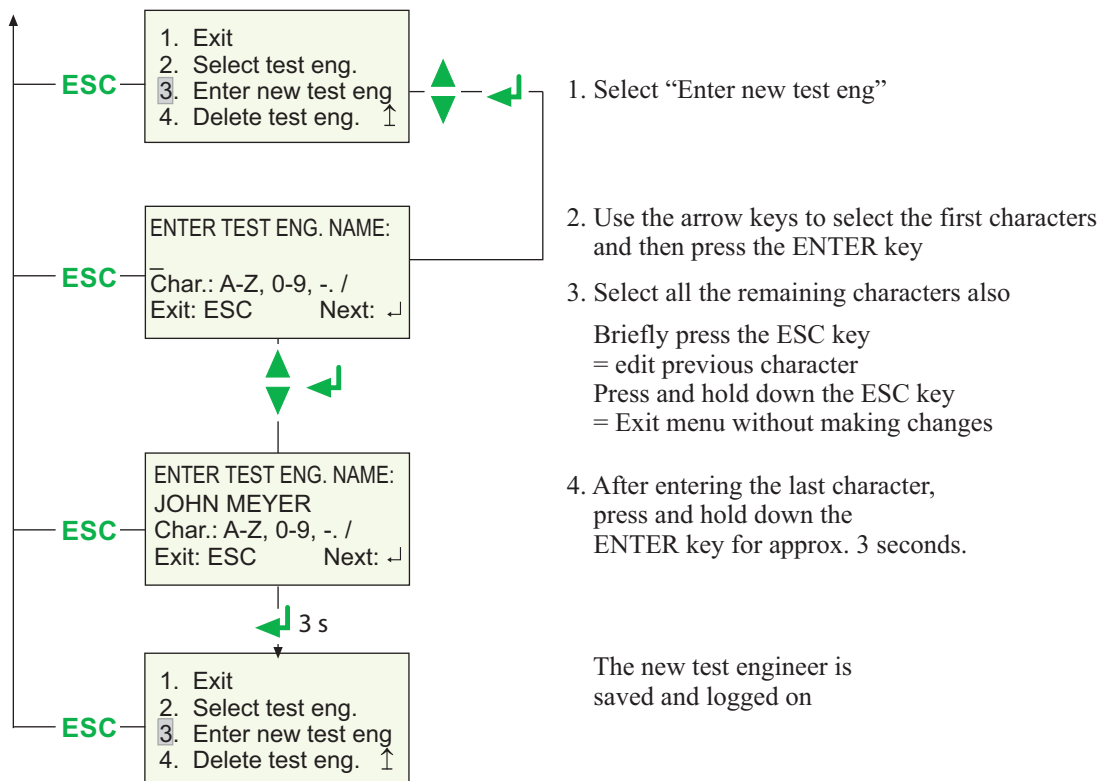 1. Exit
2. Select test eng.
3. Enter new test eng
4. Delete test eng. ↥
ESC
1. Select “Enter new test eng”
ENTER TEST ENG. NAME:
_
Char.: A-Z, 0-9, -. /
Exit: ESC Next: ↵
ESC
2. Use the arrow keys to select the first characters
and then press the ENTER key
3. Select all the remaining characters also
Briefly press the ESC key
= edit previous character
Press and hold down the ESC key
= Exit menu without making changes
ENTER TEST ENG. NAME:
JOHN MEYER
Char.: A-Z, 0-9, -. /
Exit: ESC Next: ↵
ESC
4. After entering the last character,
press and hold down the
ENTER key for approx. 3 seconds.
3 s
1. Exit
2. Select test eng.
3. Enter new test eng
4. Delete test eng. ↥
ESC
The new test engineer is
saved and logged on